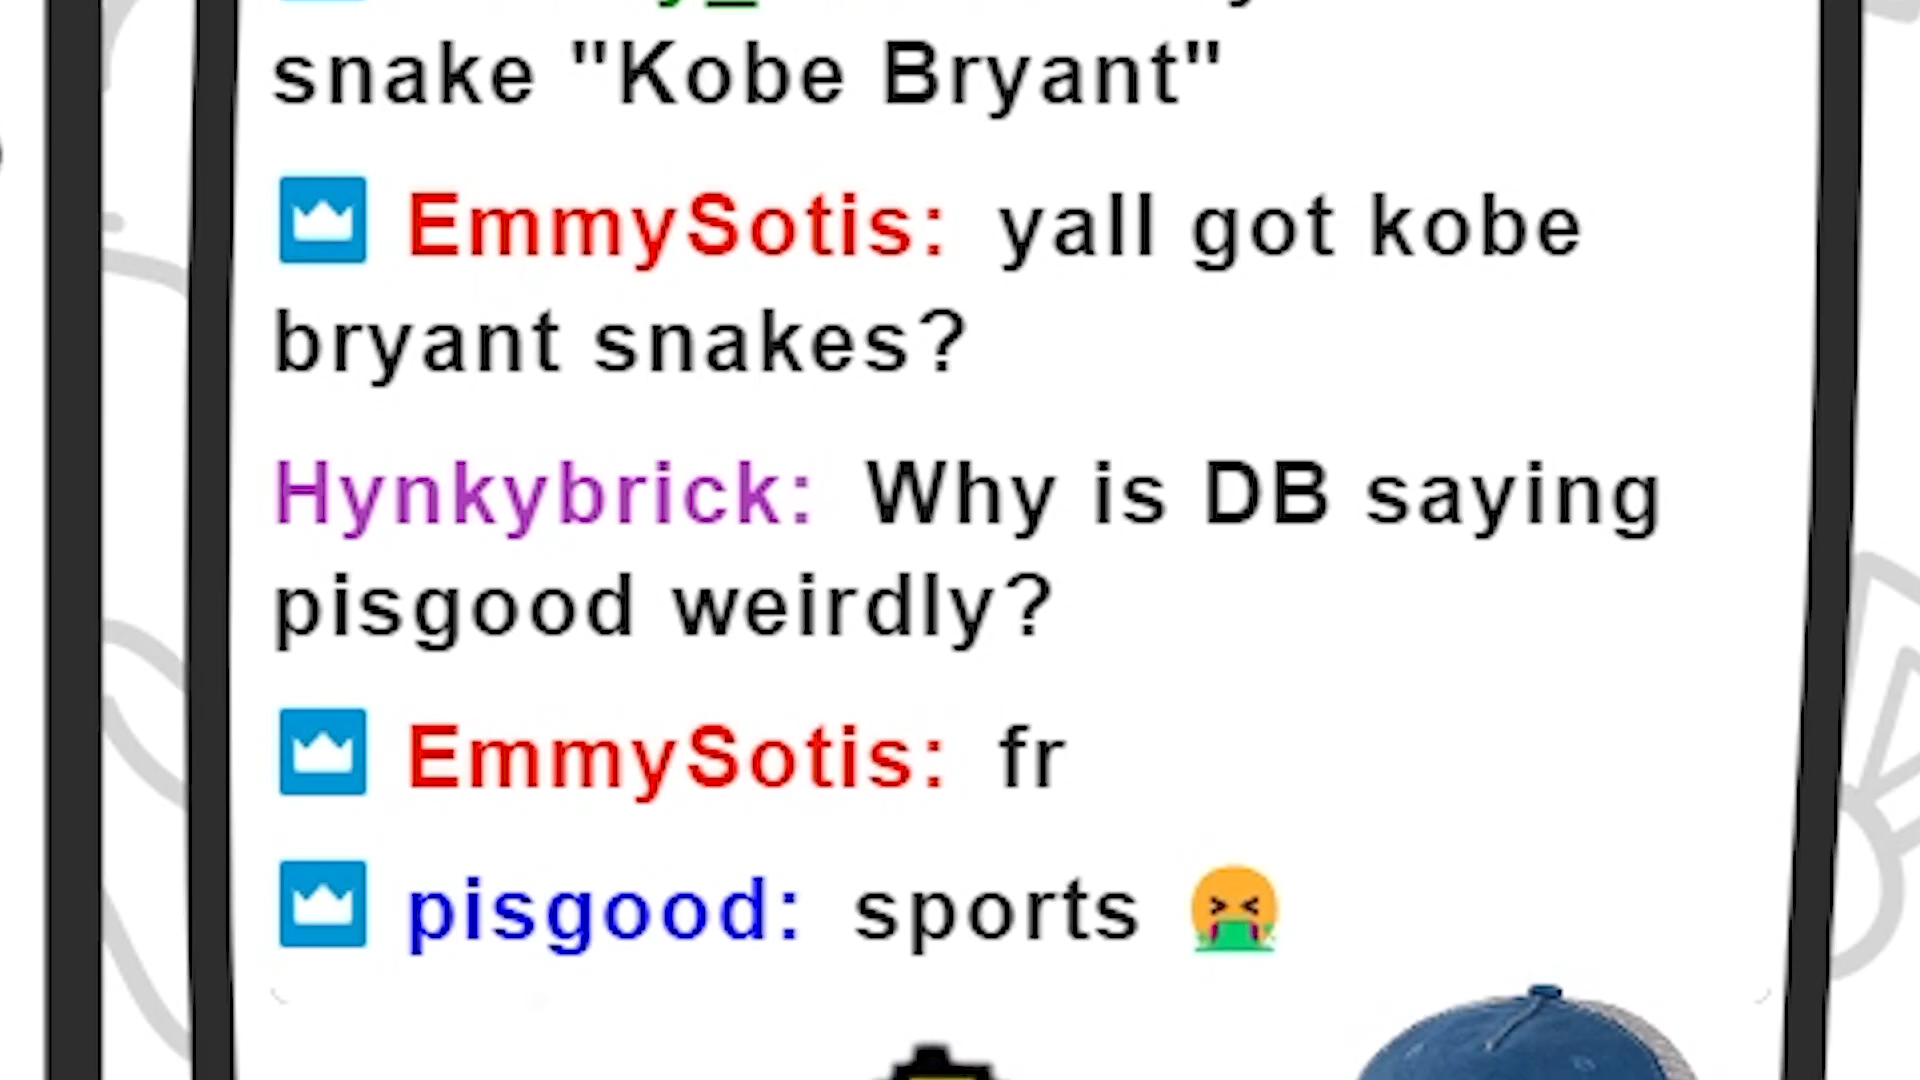 snake "Kobe Bryant"
EmmySotis: yall got kobe
bryant snakes?
Hynkybrick: Why is DB saying
pisgood weirdly?
EmmySotis: fr
pisgood: sports 🤮